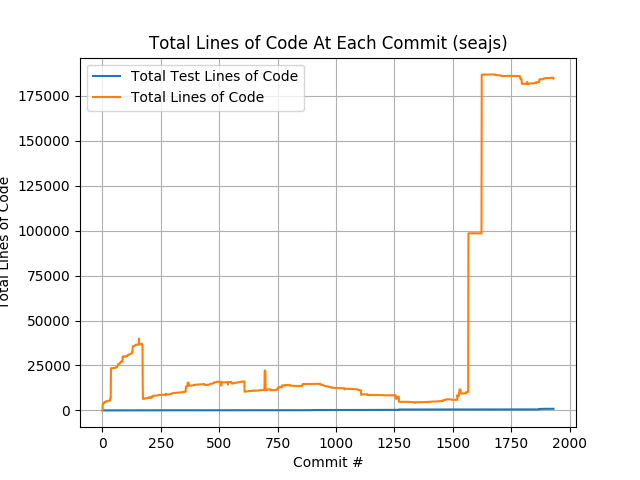 Total Lines of Code At Each Commit (seajs)
Total Test Lines of Code
Total Lines of Code
175000
150000
125000
100000
75000
50000
25000
0
Total Lines of Code
0 250 500 750 1000 1250 1500 1750 2000
Commit #